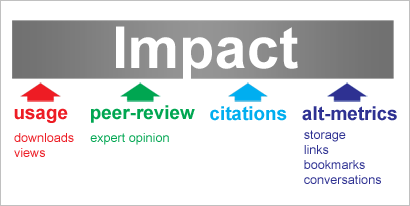 Impact
usage
downloads
views
peer-review
expert opinion
citations
alt-metrics
storage
links
bookmarks
conversations